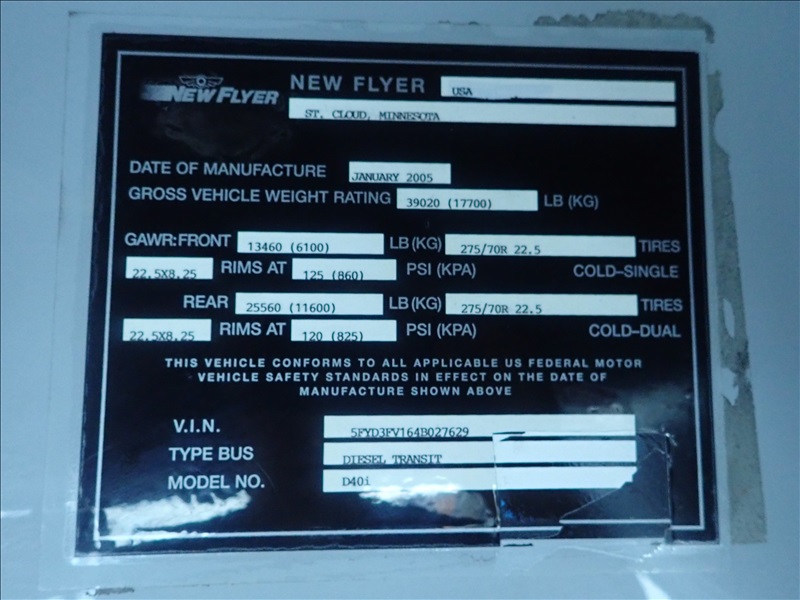 NEW FLYER NEW FLYER USA
ST. CLOUD, MINNESOTA
DATE OF MANUFACTURE JANUARY 2005
GROSS VEHICLE WEIGHT RATING 39020 (17700) LB (KG)
GAWR:FRONT 13460 (6100) LB (KG) 275/70R 22.5 TIRES
22.5X8.25 RIMS AT 125 (860) PSI (KPA) COLD–SINGLE
REAR 25560 (11600) LB (KG) 275/70R 22.5 TIRES
22.5X8.25 RIMS AT 120 (825) PSI (KPA) COLD–DUAL
THIS VEHICLE CONFORMS TO ALL APPLICABLE US FEDERAL MOTOR
VEHICLE SAFETY STANDARDS IN EFFECT ON THE DATE OF
MANUFACTURE SHOWN ABOVE
V.I.N. 5FYD3FV164B027629
TYPE BUS DIESEL TRANSIT
MODEL NO. D40i